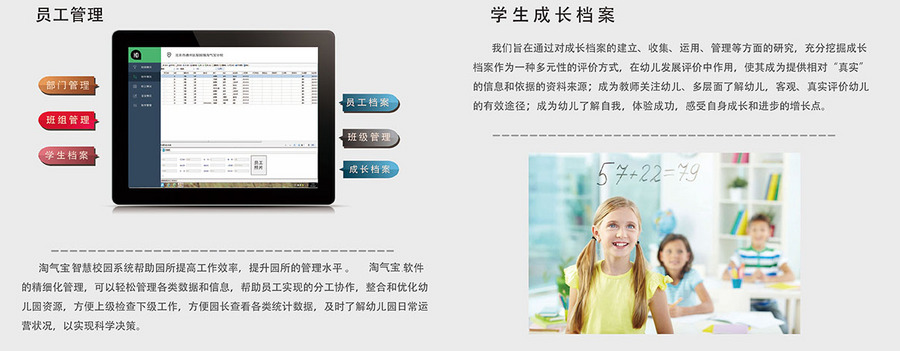 员工管理
部门管理
班组管理
学生档案
员工档案
班级管理
成长档案
员工
照片
淘气宝智慧校园系统帮助园所提高工作效率，提升园所的管理水平。 淘气宝软件
的精细化管理，可以轻松管理各类数据和信息，帮助员工实现的分工协作，整合和优化幼
儿园资源，方便上级检查下级工作，方便园长查看各类统计数据，及时了解幼儿园日常运
营状况，以实现科学决策。
学生成长档案
我们旨在通过对成长档案的建立、收集、运用、管理等方面的研究，充分挖掘成长
档案作为一种多元性的评价方式，在幼儿发展评价中作用，使其成为提供相对“真实”
的信息和依据的资料来源；成为教师关注幼儿、多层面了解幼儿，客观、真实评价幼儿
的有效途径；成为幼儿了解自我，体验成功，感受自身成长和进步的增长点。
57+22=79